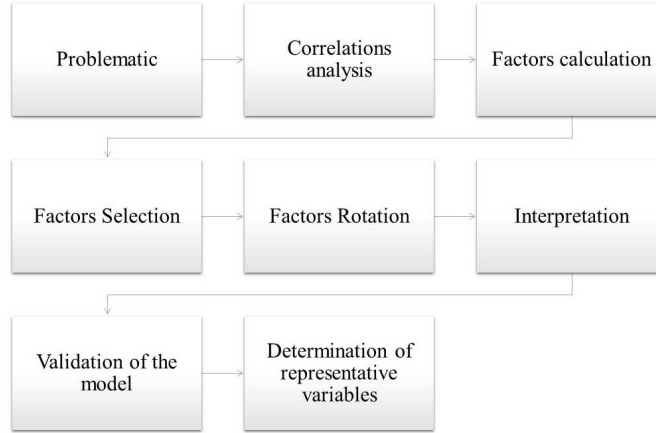 Problematic
Correlations
analysis
Factors calculation
Factors Selection
Factors Rotation
Interpretation
Validation of the
model
Determination of
representative
variables